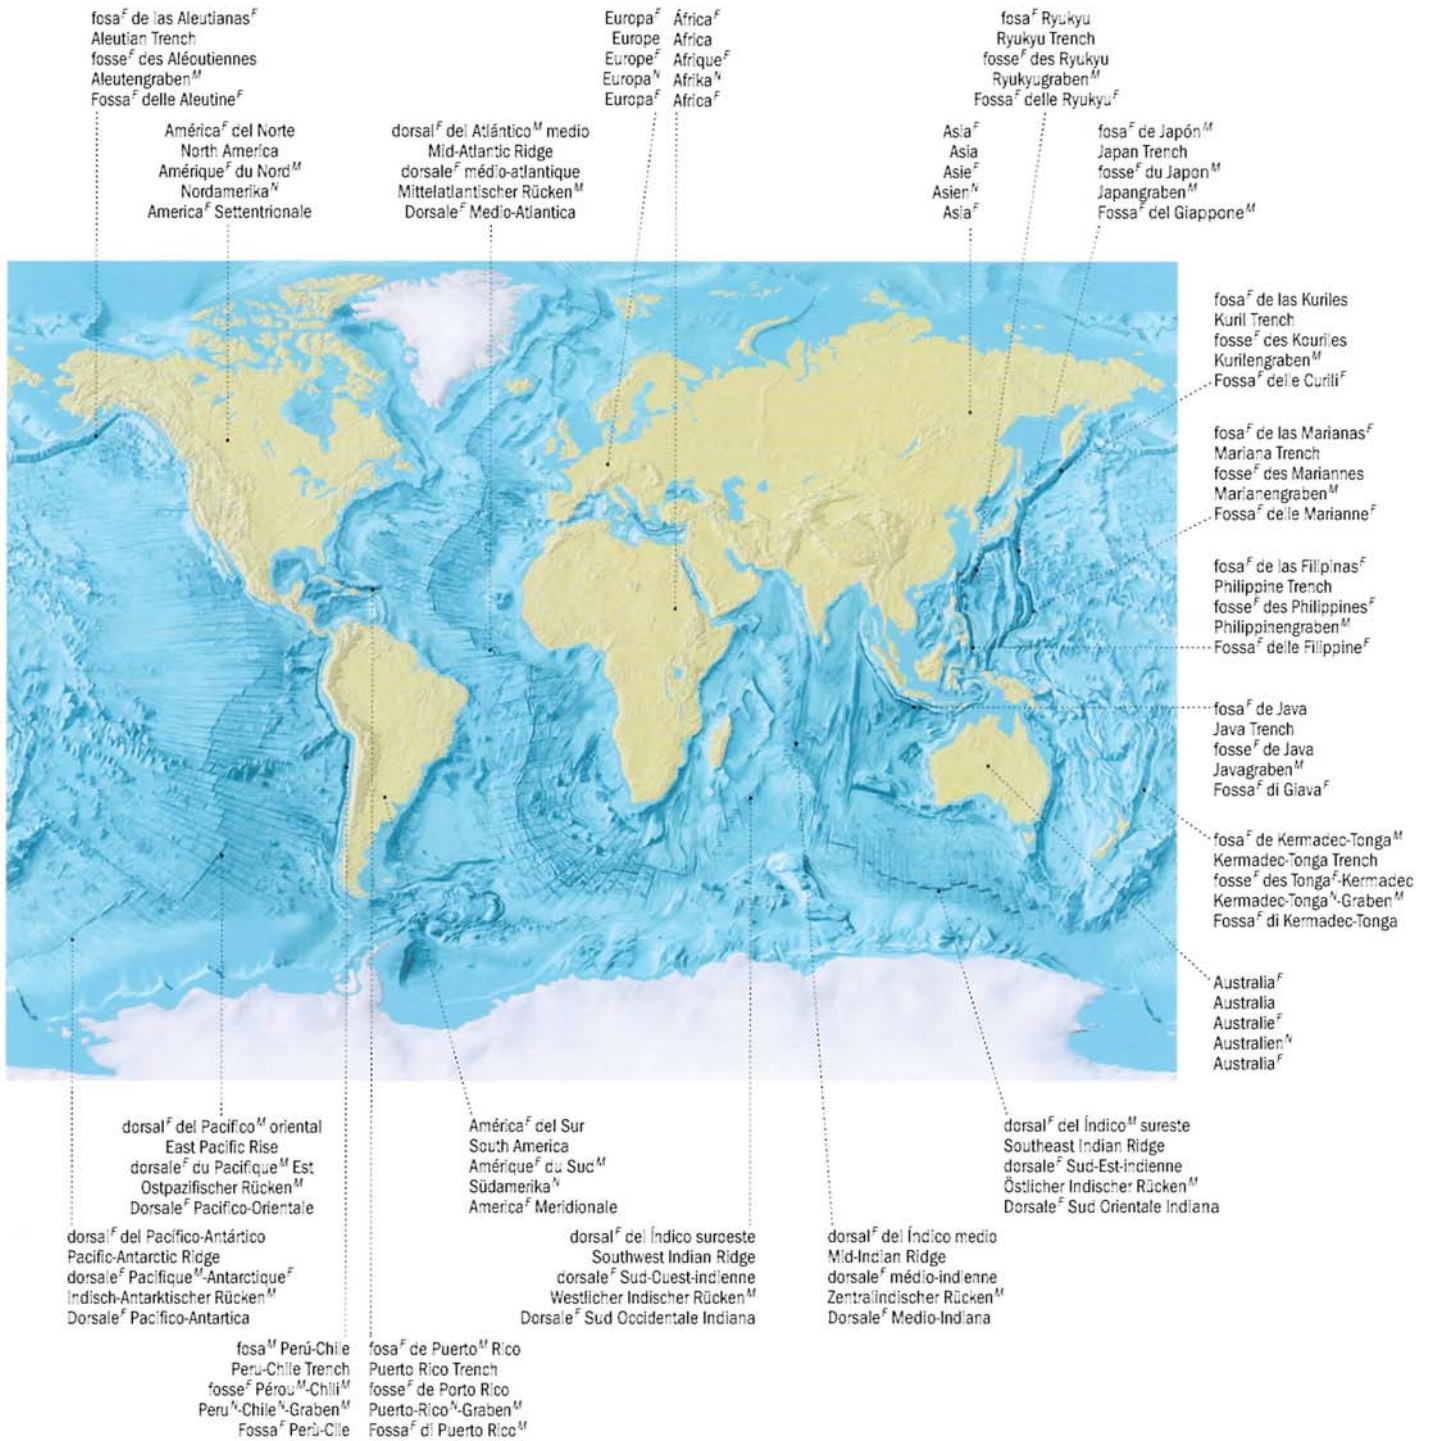 fosaF de las AleutianasF
Aleutian Trench
fosseF des Aléoutiennes
AleutengrabenM
FossaF delle AleutineF
EuropaF
Europe
EuropeF
EuropaN
EuropaF
ÁfricaF
Africa
AfriqueF
AfrikaN
AfricaF
fosaF Ryukyu
Ryukyu Trench
fosseF des Ryukyu
RyukyugrabenM
FossaF delle RyukyuF
AméricaF del Norte
North America
AmériqueF du NordM
NordamerikaN
AmericaF Settentrionale
dorsalF del AtlánticoM medio
Mid-Atlantic Ridge
dorsaleF médio-atlantique
Mittelatlantischer RückenM
DorsaleF Medio-Atlantica
AsiaF
Asia
AsieF
AsienN
AsiaF
fosaF de JapónM
Japan Trench
fosseF du JaponM
JapangrabenM
FossaF del GiapponeM
fosaF de las Kuriles
Kuril Trench
fosseF des Kouriles
KurilengrabenM
FossaF delle CuriliF
fosaF de las MarianasF
Mariana Trench
fosseF des Mariannes
MarianengrabenM
FossaF delle MarianneF
fosaF de las FilipinasF
Philippine Trench
fosseF des PhilippinesF
PhilippinengrabenM
FossaF delle FilippineF
fosaF de Java
Java Trench
fosseF de Java
JavagrabenM
FossaF di GiavaF
fosaF de Kermadec-TongaM
Kermadec-Tonga Trench
fosseF des TongaF-Kermadec
Kermadec-TongaN-GrabenM
FossaF di Kermadec-Tonga
AustraliaF
Australia
AustralieF
AustralienN
AustraliaF
dorsalF del PacíficoM oriental
East Pacific Rise
dorsaleF du PacifiqueM Est
Ostpazifischer RückenM
DorsaleF Pacifico-Orientale
AméricaF del Sur
South America
AmériqueF du SudM
SüdamerikaN
AmericaF Meridionale
dorsalF del ÍndicoM sureste
Southeast Indian Ridge
dorsaleF Sud-Est-indienne
Östlicher Indischer RückenM
DorsaleF Sud Orientale Indiana
dorsalF del Pacífico-Antártico
Pacific-Antarctic Ridge
dorsaleF PacifiqueM-AntarctiqueF
Indisch-Antarktischer RückenM
DorsaleF Pacifico-Antartica
dorsalF del Índico suroeste
Southwest Indian Ridge
dorsaleF Sud-Ouest-indienne
Westlicher Indischer RückenM
DorsaleF Sud Occidentale Indiana
dorsalF del Índico medio
Mid-Indian Ridge
dorsaleF médio-indienne
Zentralindischer RückenM
DorsaleF Medio-Indiana
fosaM Perú-Chile
Peru-Chile Trench
fosseF PérouM-ChiliM
PeruN-ChileN-GrabenM
FossaF Perù-Cile
fosaF de PuertoM Rico
Puerto Rico Trench
fosseF de Porto Rico
Puerto-RicoN-GrabenM
FossaF di Puerto RicoM